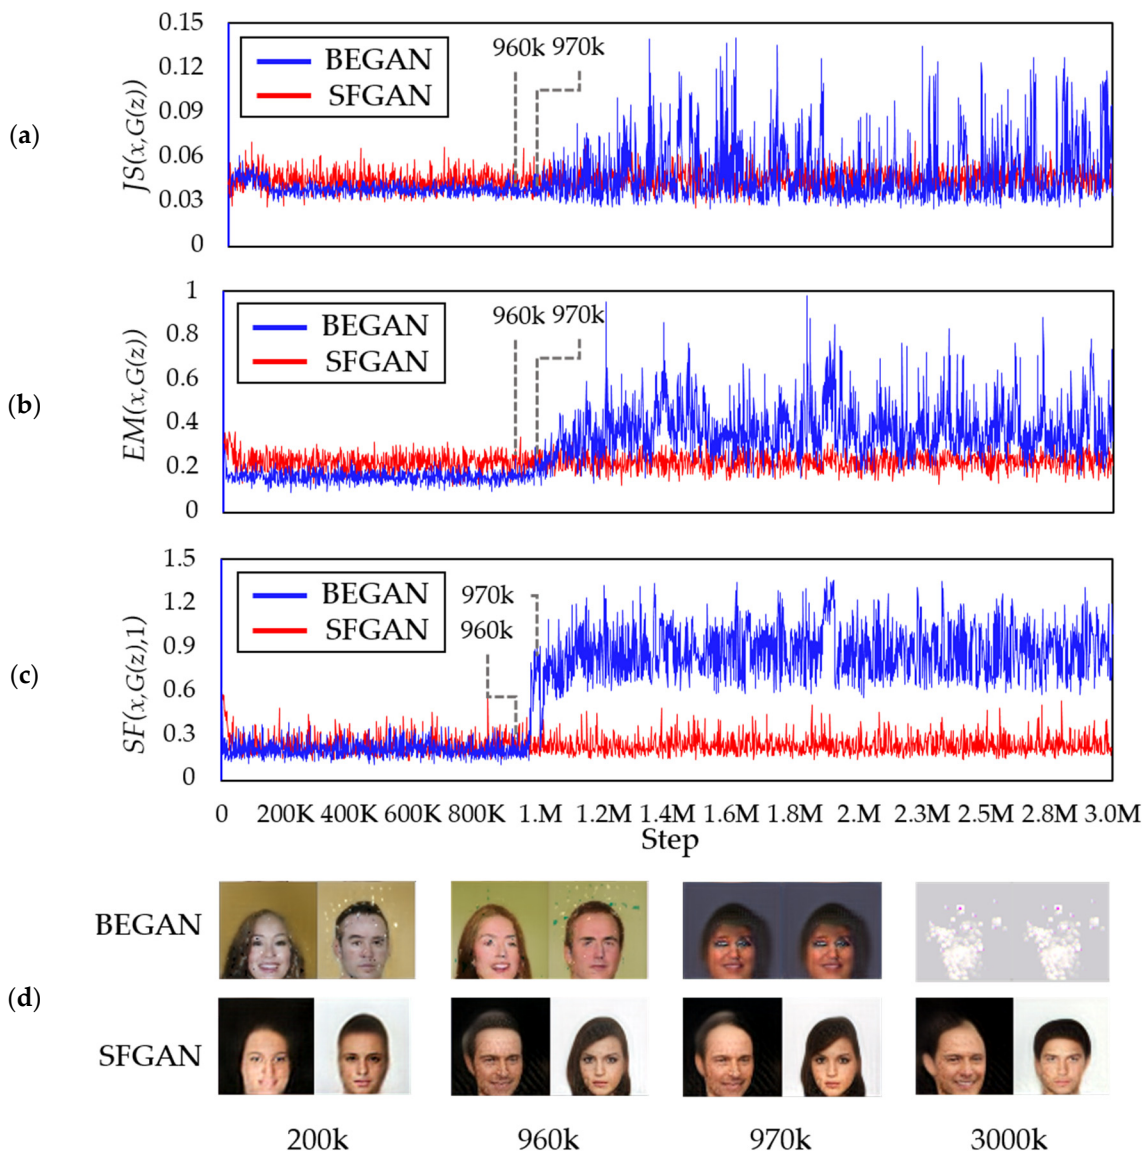 (a)
JS(x,G(z))
0.15
0.12
0.09
0.06
0.03
0
BEGAN
SFGAN
960k
970k
(b)
EM(x,G(z))
1
0.8
0.6
0.4
0.2
0
BEGAN
SFGAN
960k
970k
(c)
SF(x,G(z),1)
1.5
1.2
0.9
0.6
0.3
0
BEGAN
SFGAN
970k
960k
0 200K 400K 600K 800K 1.M 1.2M 1.4M 1.6M 1.8M 2.M 2.3M 2.5M 2.8M 3.0M
Step
(d)
BEGAN
SFGAN
200k 960k 970k 3000k